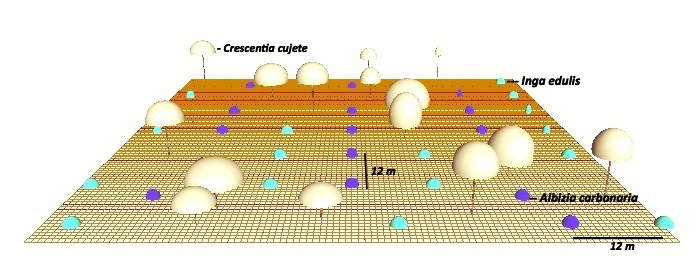 - Crescentia cujete
Inga edulis
12 m
Albizia carbonaria
12 m